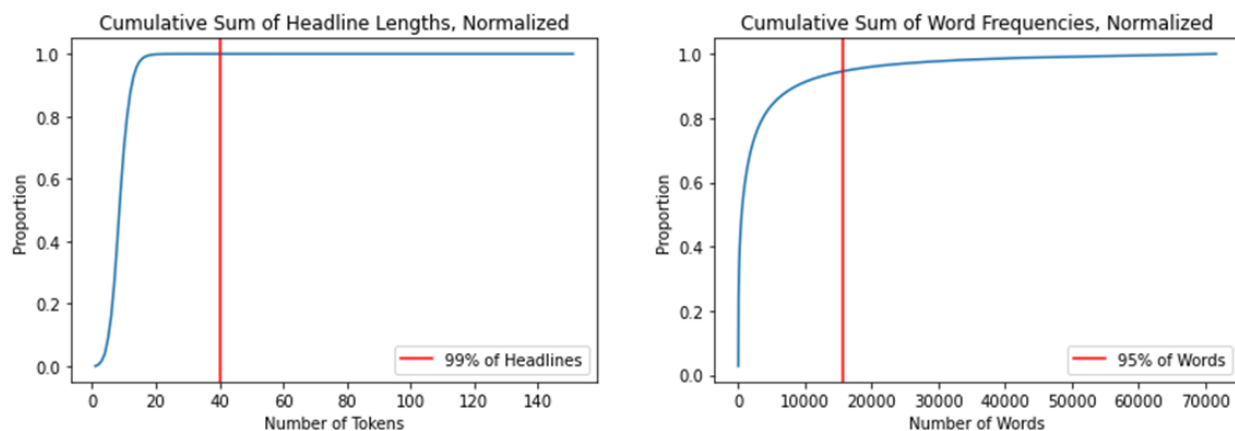 Cumulative Sum of Headline Lengths, Normalized
1.0
0.8
0.6
0.4
0.2
0.0
Proportion
0 20 40 60 80 100 120 140
Number of Tokens
99% of Headlines
Cumulative Sum of Word Frequencies, Normalized
1.0
0.8
0.6
0.4
0.2
0.0
Proportion
0 10000 20000 30000 40000 50000 60000 70000
Number of Words
95% of Words